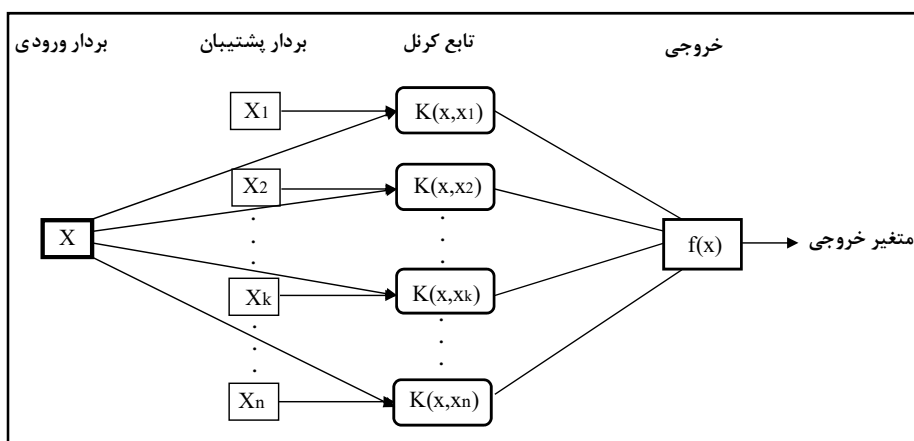 خروجی تابع کرنل بردار پشتیبان بردار ورودی
X1 K(x,x1)
X2 K(x,x2)
X f(x) متغیر خروجی
Xk K(x,xk)
Xn K(x,xn)